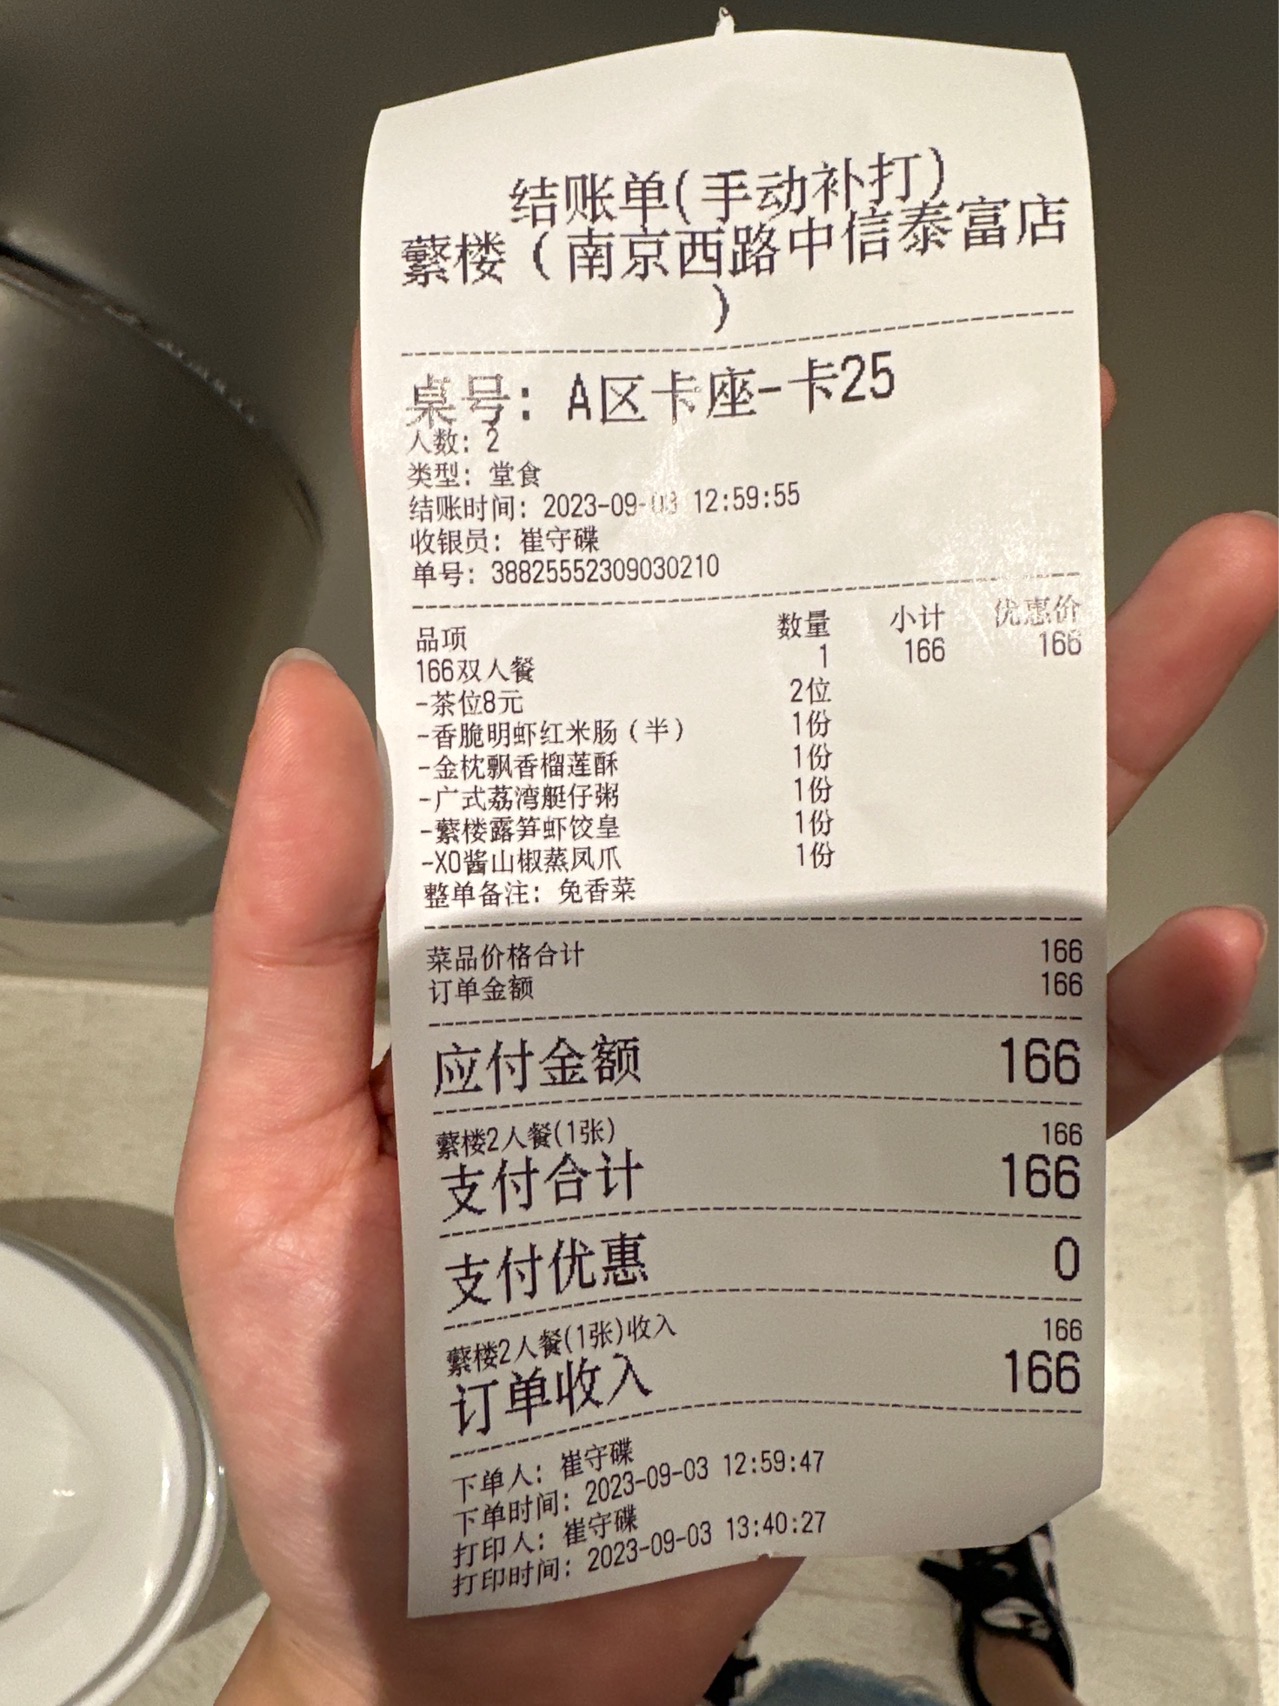 结账单(手动补打)
蘩楼（南京西路中信泰富店
）
桌号: A区卡座-卡25
人数: 2
类型: 堂食
结账时间: 2023-09-03 12:59:55
收银员: 崔守碟
单号: 38825552309030210
品项 数量 小计 优惠价
166双人餐 1 166 166
-茶位8元 2位
-香脆明虾红米肠（半） 1份
-金枕飘香榴莲酥 1份
-广式荔湾艇仔粥 1份
-蘩楼露笋虾饺皇 1份
-XO酱山椒蒸凤爪 1份
整单备注: 免香菜
菜品价格合计 166
订单金额 166
应付金额 166
蘩楼2人餐(1张) 166
支付合计 166
支付优惠 0
蘩楼2人餐(1张)收入 166
订单收入 166
下单人: 崔守碟
下单时间: 2023-09-03 12:59:47
打印人: 崔守碟
打印时间: 2023-09-03 13:40:27